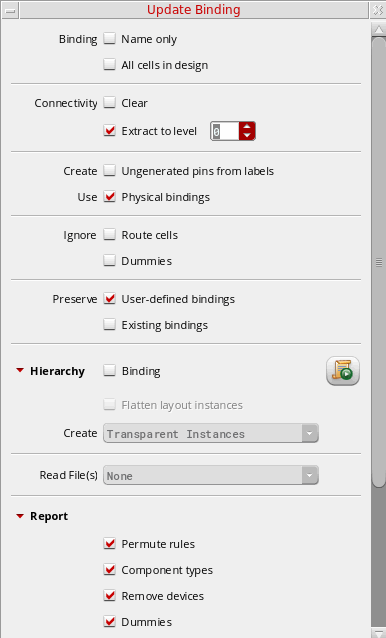 Update Binding
Binding Name only
All cells in design
Connectivity Clear
Extract to level 0
Create Ungenerated pins from labels
Use Physical bindings
Ignore Route cells
Dummies
Preserve User-defined bindings
Existing bindings
Hierarchy Binding
Flatten layout instances
Create Transparent Instances
Read File(s) None
Report
Permute rules
Component types
Remove devices
Dummies